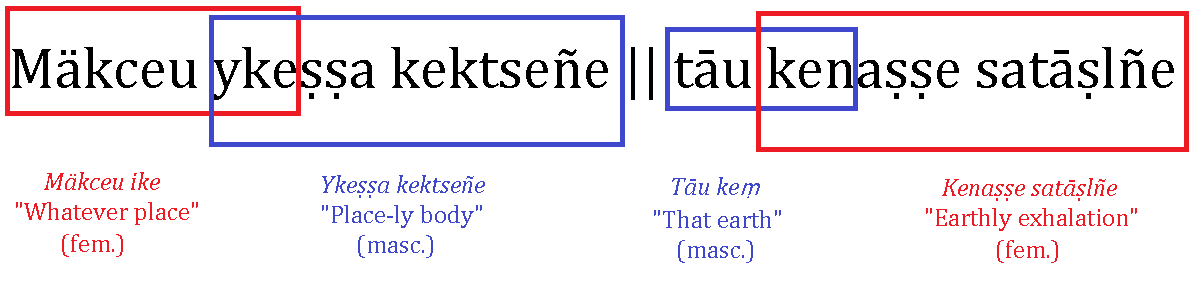 Mäkceu ykeṣṣa kektseñe || tāu kenaṣṣe satāṣlñe
Mäkceu ike
"Whatever place"
(fem.)
Ykeṣṣa kektseñe
"Place-ly body"
(masc.)
Tāu keṃ
"That earth"
(masc.)
Kenaṣṣe satāṣlñe
"Earthly exhalation"
(fem.)